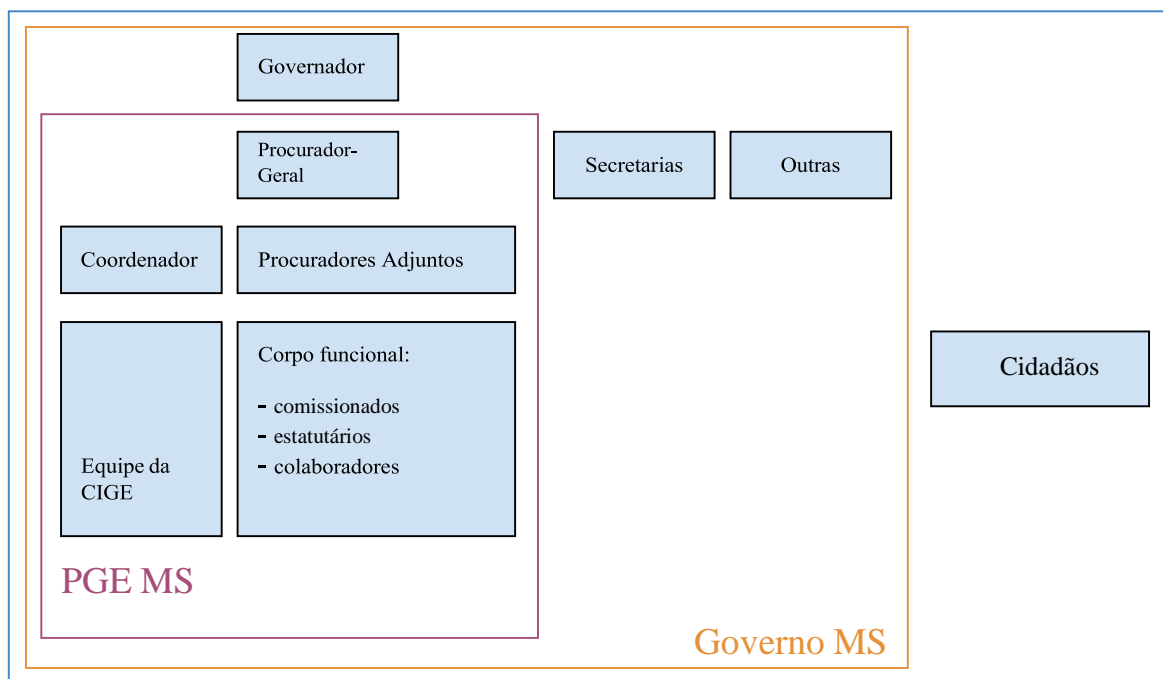 Governador
Procurador-
Geral
Secretarias
Outras
Coordenador
Procuradores Adjuntos
Corpo funcional:
- comissionados
- estatutários
- colaboradores
Equipe da
CIGE
Cidadãos
PGE MS
Governo MS